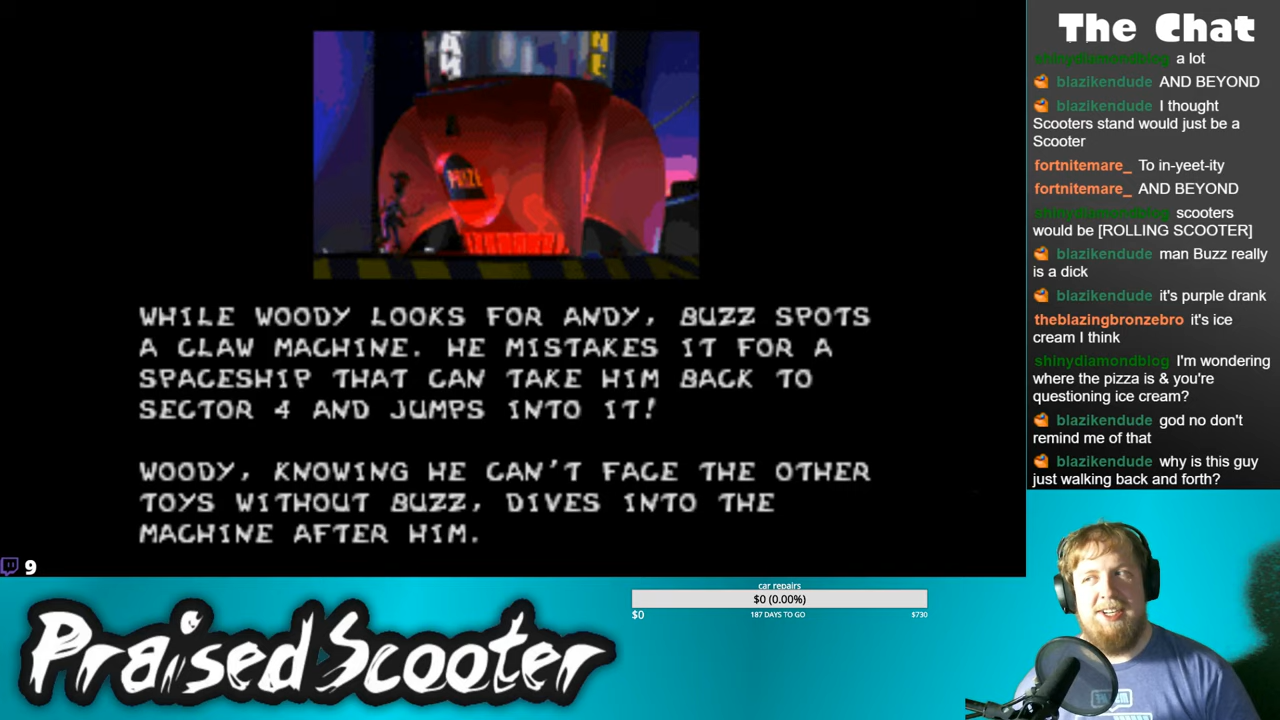 PRIZE
WHILE WOODY LOOKS FOR ANDY, BUZZ SPOTS
A CLAW MACHINE. HE MISTAKES IT FOR A
SPACESHIP THAT CAN TAKE HIM BACK TO
SECTOR 4 AND JUMPS INTO IT!
WOODY, KNOWING HE CAN'T FACE THE OTHER
TOYS WITHOUT BUZZ, DIVES INTO THE
MACHINE AFTER HIM.
9
PraisedScooter
car repairs
$0 (0.00%)
$0 187 DAYS TO GO $730
The Chat
shinydiamondblog a lot
blazikendude AND BEYOND
blazikendude I thought
Scooters stand would just be a
Scooter
fortnitemare_ To in-yeet-ity
fortnitemare_ AND BEYOND
shinydiamondblog scooters
would be [ROLLING SCOOTER]
blazikendude man Buzz really
is a dick
blazikendude it's purple drank
theblazingbronzebro it's ice
cream I think
shinydiamondblog I'm wondering
where the pizza is & you're
questioning ice cream?
blazikendude god no don't
remind me of that
blazikendude why is this guy
just walking back and forth?